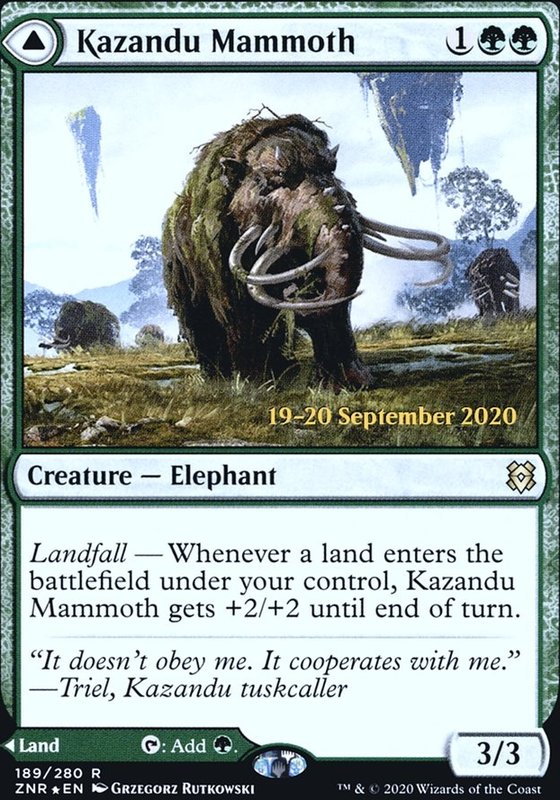 Kazandu Mammoth 1
19–20 September 2020
Creature — Elephant
Landfall — Whenever a land enters the
battlefield under your control, Kazandu
Mammoth gets +2/+2 until end of turn.
“It doesn’t obey me. It cooperates with me.”
—Triel, Kazandu tuskcaller
Land : Add .
3/3
189/280 R
ZNR ★ EN Grzegorz Rutkowski
™ & © 2020 Wizards of the Coast